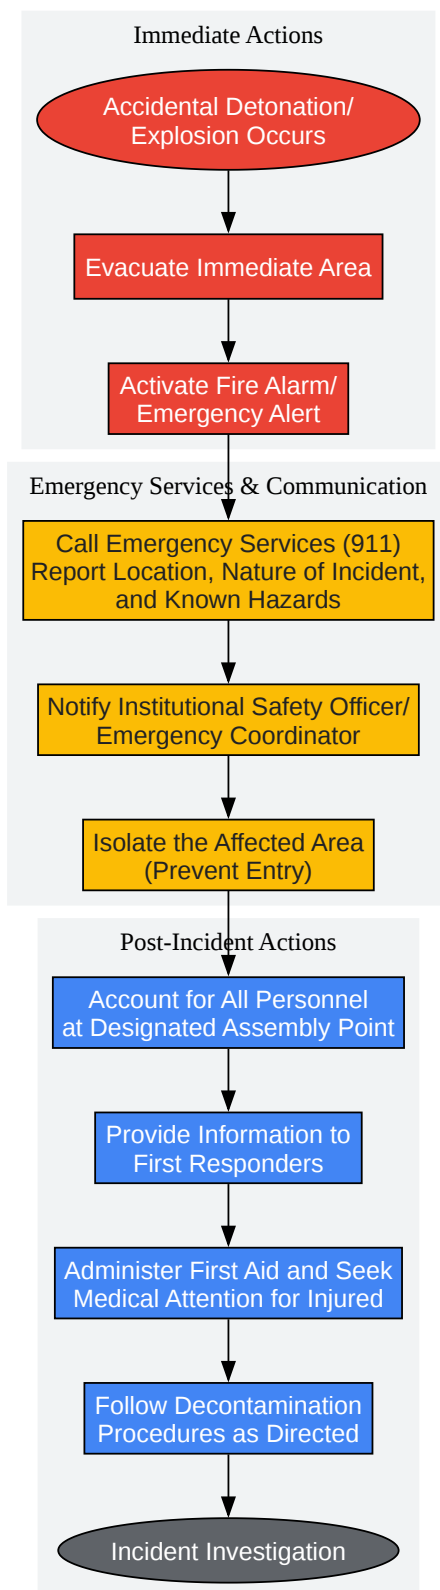 Immediate Actions
Accidental Detonation/
Explosion Occurs
Evacuate Immediate Area
Activate Fire Alarm/
Emergency Alert
Emergency Services & Communication
Call Emergency Services (911)
Report Location, Nature of Incident,
and Known Hazards
Notify Institutional Safety Officer/
Emergency Coordinator
Isolate the Affected Area
(Prevent Entry)
Post-Incident Actions
Account for All Personnel
at Designated Assembly Point
Provide Information to
First Responders
Administer First Aid and Seek
Medical Attention for Injured
Follow Decontamination
Procedures as Directed
Incident Investigation